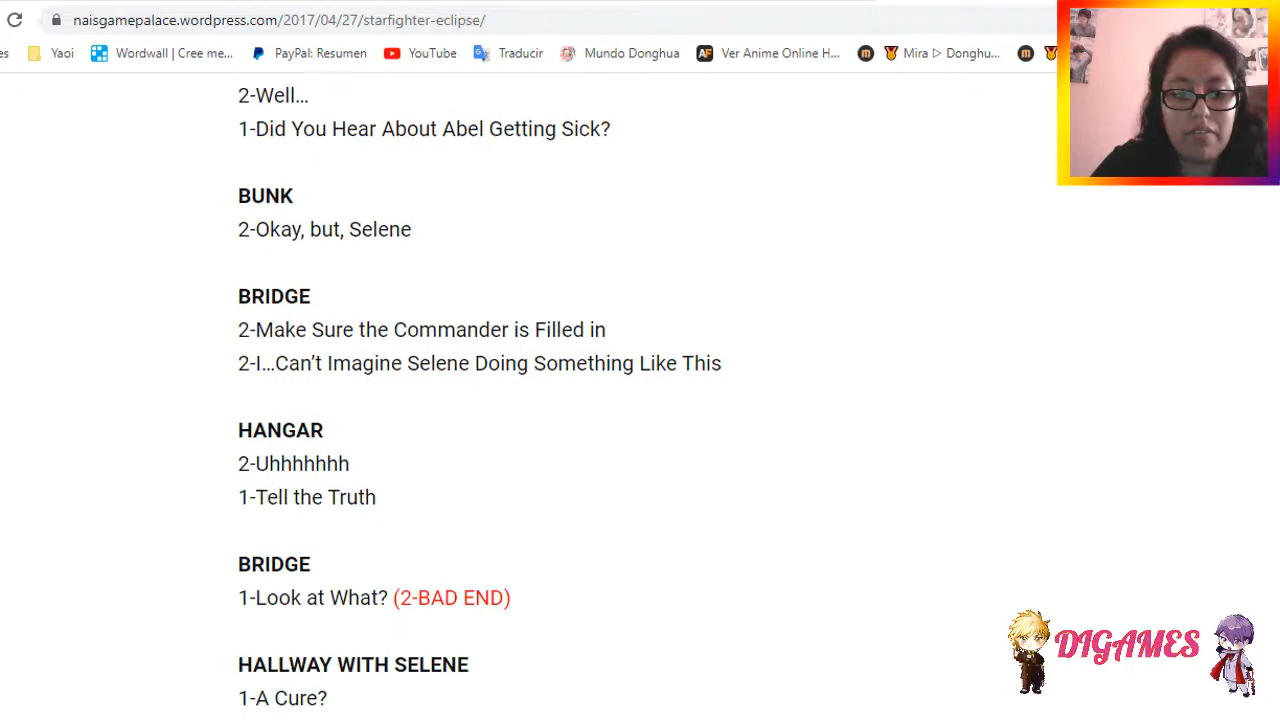 naisgamepalace.wordpress.com/2017/04/27/starfighter-eclipse/
es Yaoi Wordwall | Cree me... PayPal: Resumen YouTube Traducir Mundo Donghua AF Ver Anime Online H... m Mira ▷ Donghu... m
2-Well...
1-Did You Hear About Abel Getting Sick?
BUNK
2-Okay, but, Selene
BRIDGE
2-Make Sure the Commander is Filled in
2-I...Can’t Imagine Selene Doing Something Like This
HANGAR
2-Uhhhhhhh
1-Tell the Truth
BRIDGE
1-Look at What? (2-BAD END)
HALLWAY WITH SELENE
1-A Cure?
DIGAMES